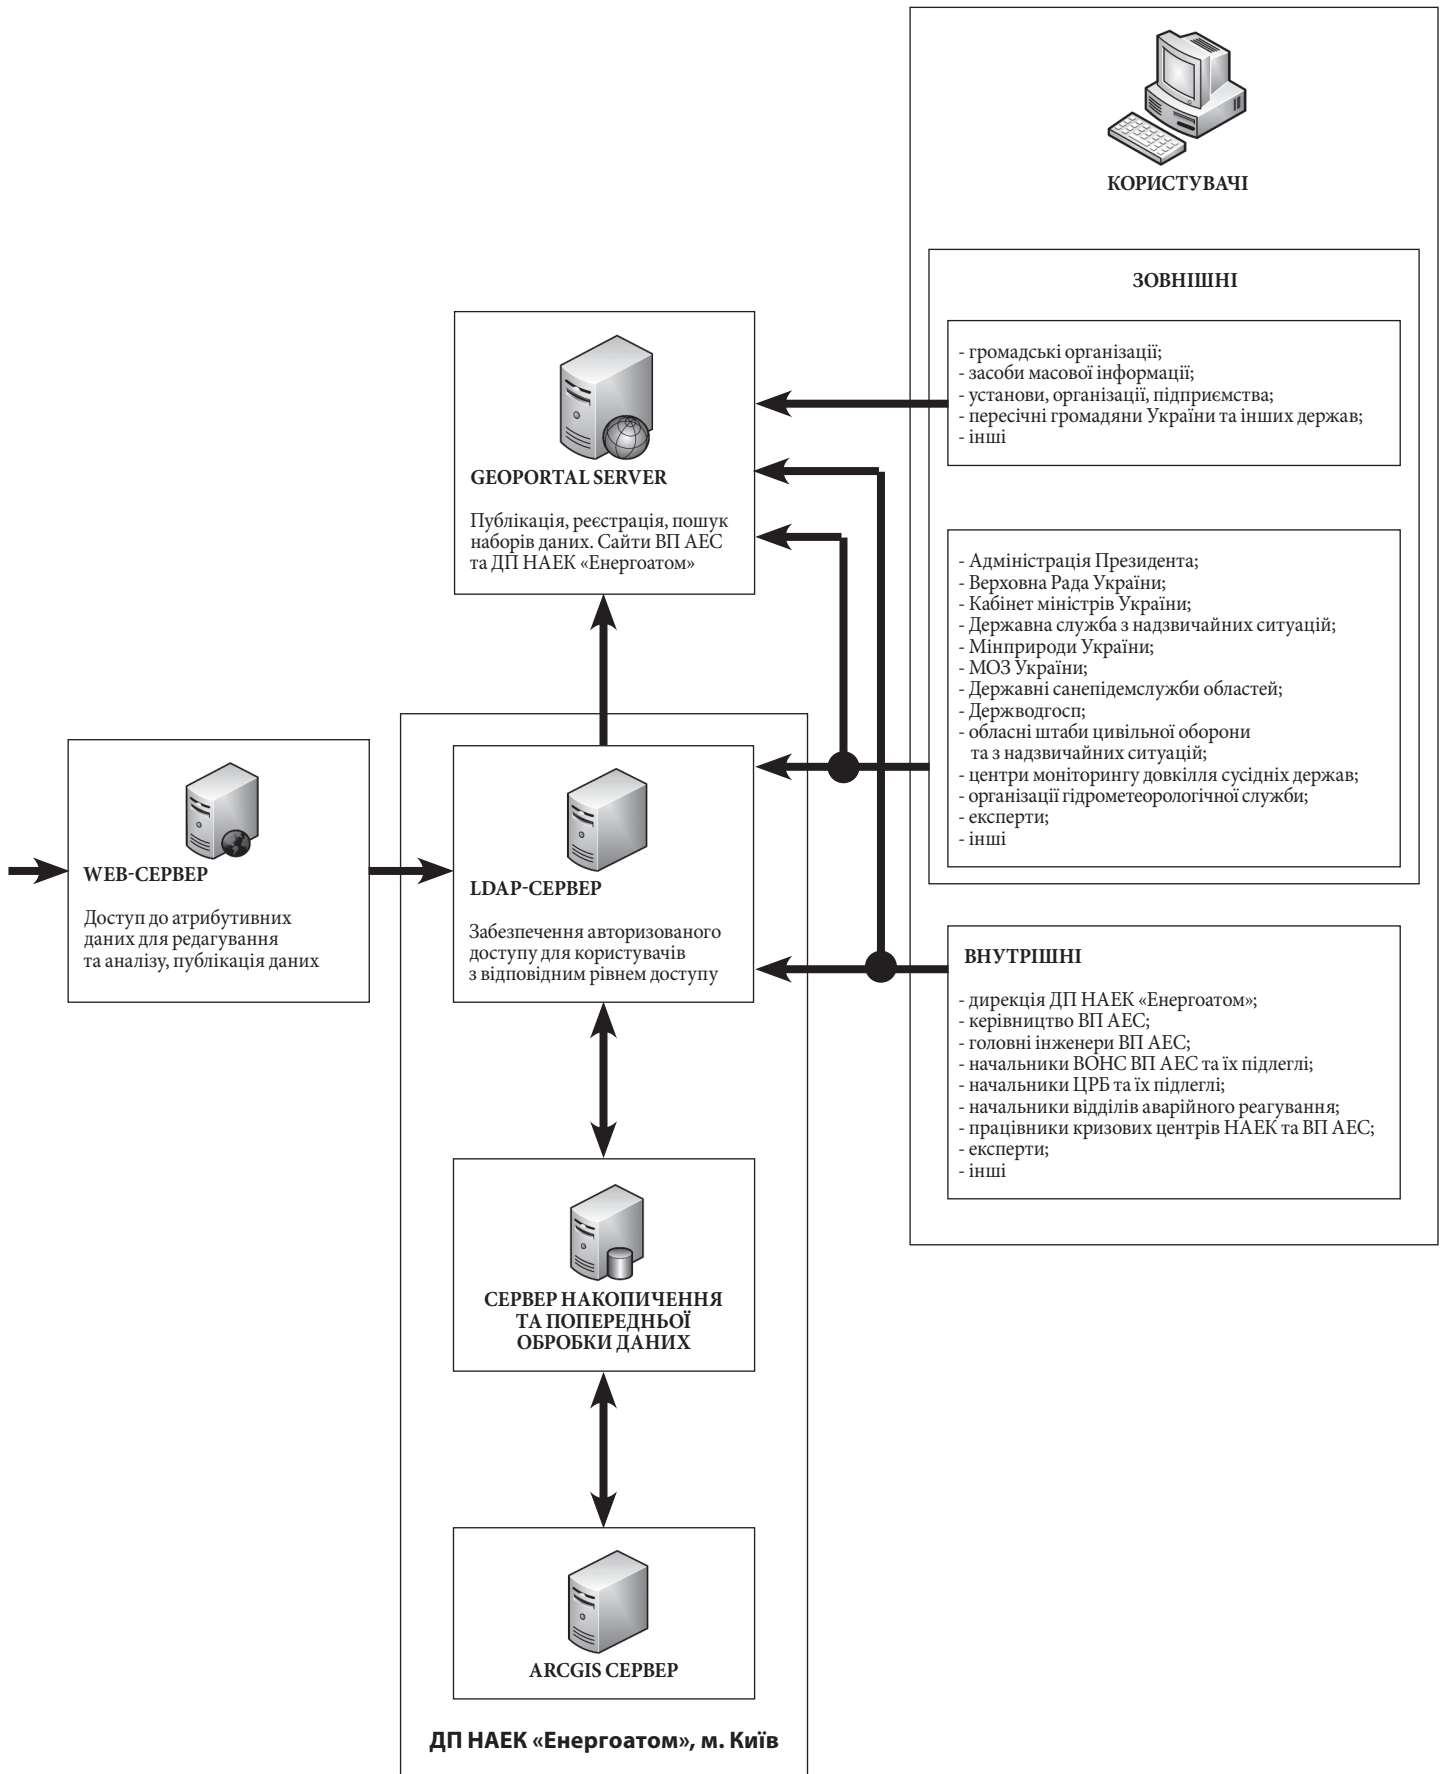 КОРИСТУВАЧІ
ЗОВНІШНІ
- громадські організації;
- засоби масової інформації;
- установи, організації, підприємства;
- пересічні громадяни України та інших держав;
- інші
GEOPORTAL SERVER
Публікація, реєстрація, пошук
наборів даних. Сайти ВП АЕС
та ДП НАЕК «Енергоатом»
- Адміністрація Президента;
- Верховна Рада України;
- Кабінет міністрів України;
- Державна служба з надзвичайних ситуацій;
- Мінприроди України;
- МОЗ України;
- Державні санепідемслужби областей;
- Держводгосп;
- обласні штаби цивільної оборони
та з надзвичайних ситуацій;
- центри моніторингу довкілля сусідніх держав;
- організації гідрометеорологічної служби;
- експерти;
- інші
WEB-СЕРВЕР
Доступ до атрибутивних
даних для редагування
та аналізу, публікація даних
LDAP-СЕРВЕР
Забезпечення авторизованого
доступу для користувачів
з відповідним рівнем доступу
ВНУТРІШНІ
- дирекція ДП НАЕК «Енергоатом»;
- керівництво ВП АЕС;
- головні інженери ВП АЕС;
- начальники ВОНС ВП АЕС та їх підлеглі;
- начальники ЦРБ та їх підлеглі;
- начальники відділів аварійного реагування;
- працівники кризових центрів НАЕК та ВП АЕС;
- експерти;
- інші
СЕРВЕР НАКОПИЧЕННЯ
ТА ПОПЕРЕДНЬОЇ
ОБРОБКИ ДАНИХ
ARCGIS СЕРВЕР
ДП НАЕК «Енергоатом», м. Київ